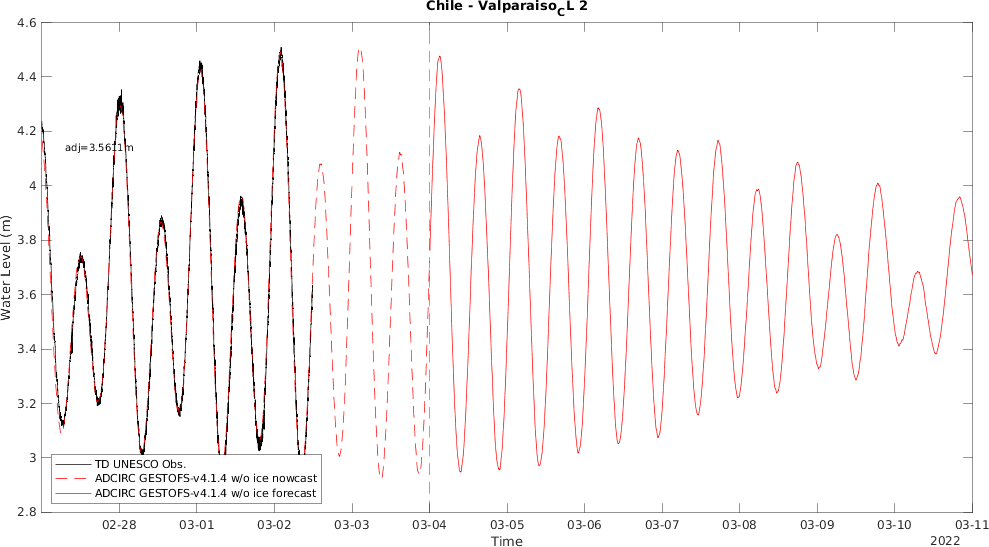 Chile - Valparaiso_CL 2
4.6
4.4
4.2
4
3.8
3.6
3.4
3.2
3
2.8
Water Level (m)
adj=3.5611m
TD UNESCO Obs.
ADCIRC GESTOFS-v4.1.4 w/o ice nowcast
ADCIRC GESTOFS-v4.1.4 w/o ice forecast
02-28 03-01 03-02 03-03 03-04 03-05 03-06 03-07 03-08 03-09 03-10 03-11
Time
2022